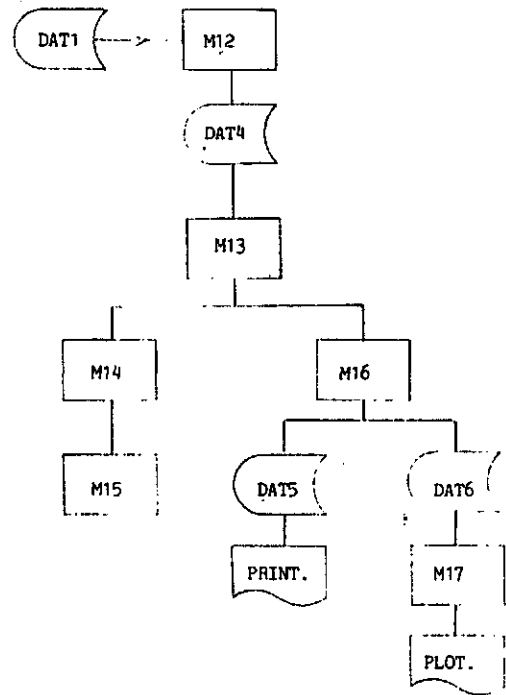 DAT1
M12
DAT4
M13
M14
M16
M15
DAT5
DAT6
PRINT.
M17
PLOT.